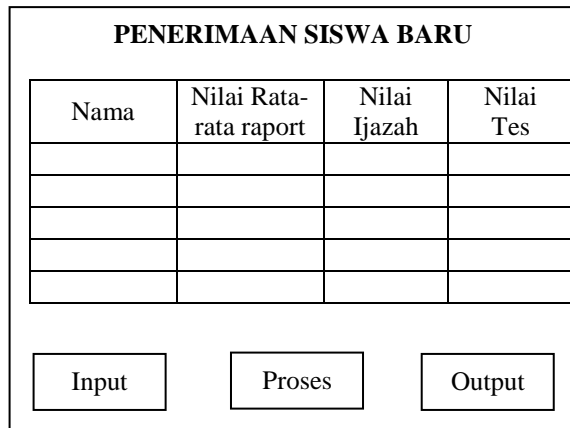 PENERIMAAN SISWA BARU
Nama
Nilai Rata-
rata raport
Nilai
Ijazah
Nilai
Tes
Input
Proses
Output